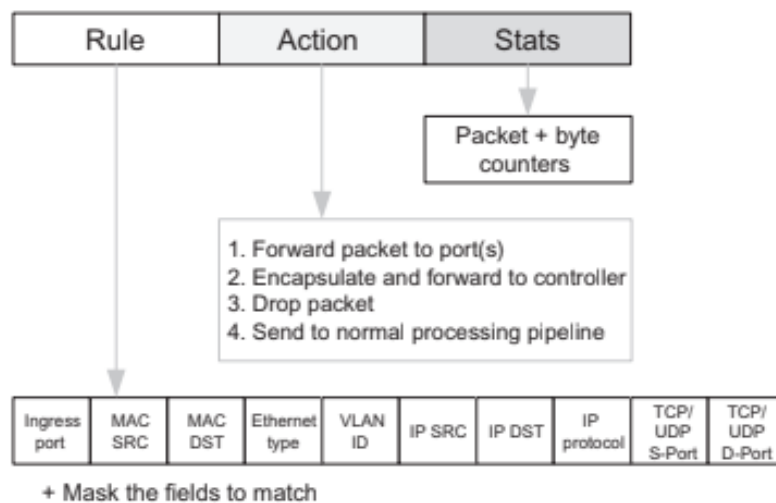 Rule Action Stats
Packet + byte
counters
1. Forward packet to port(s)
2. Encapsulate and forward to controller
3. Drop packet
4. Send to normal processing pipeline
Ingress
port
MAC
SRC
MAC
DST
Ethernet
type
VLAN
ID
IP SRC
IP DST
IP
protocol
TCP/
UDP
S-Port
TCP/
UDP
D-Port
+ Mask the fields to match